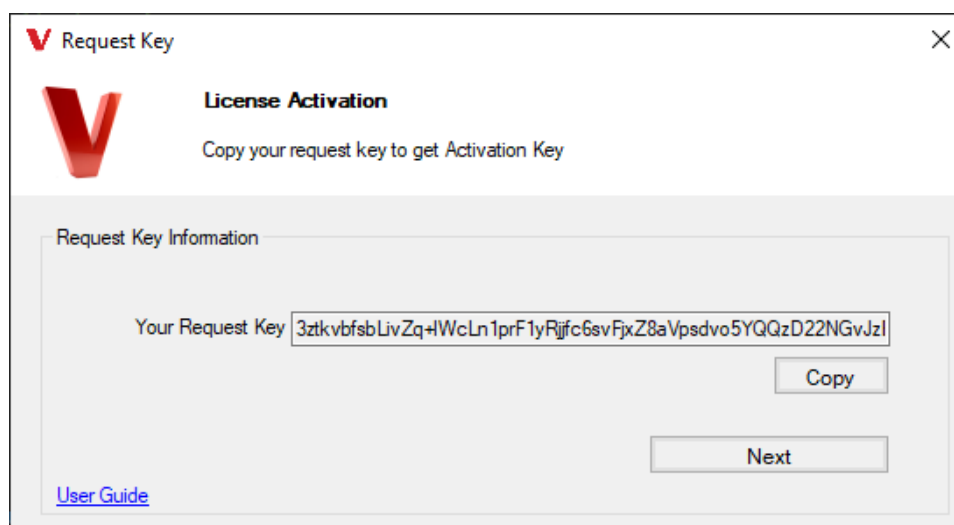 Request Key
License Activation
Copy your request key to get Activation Key
Request Key Information
Your Request Key 3ztkvbfsbLivZq+IWcLn1prF1yRjjfc6svFjxZ8aVpsdvo5YQQzD22NGvJzI
Copy
Next
User Guide